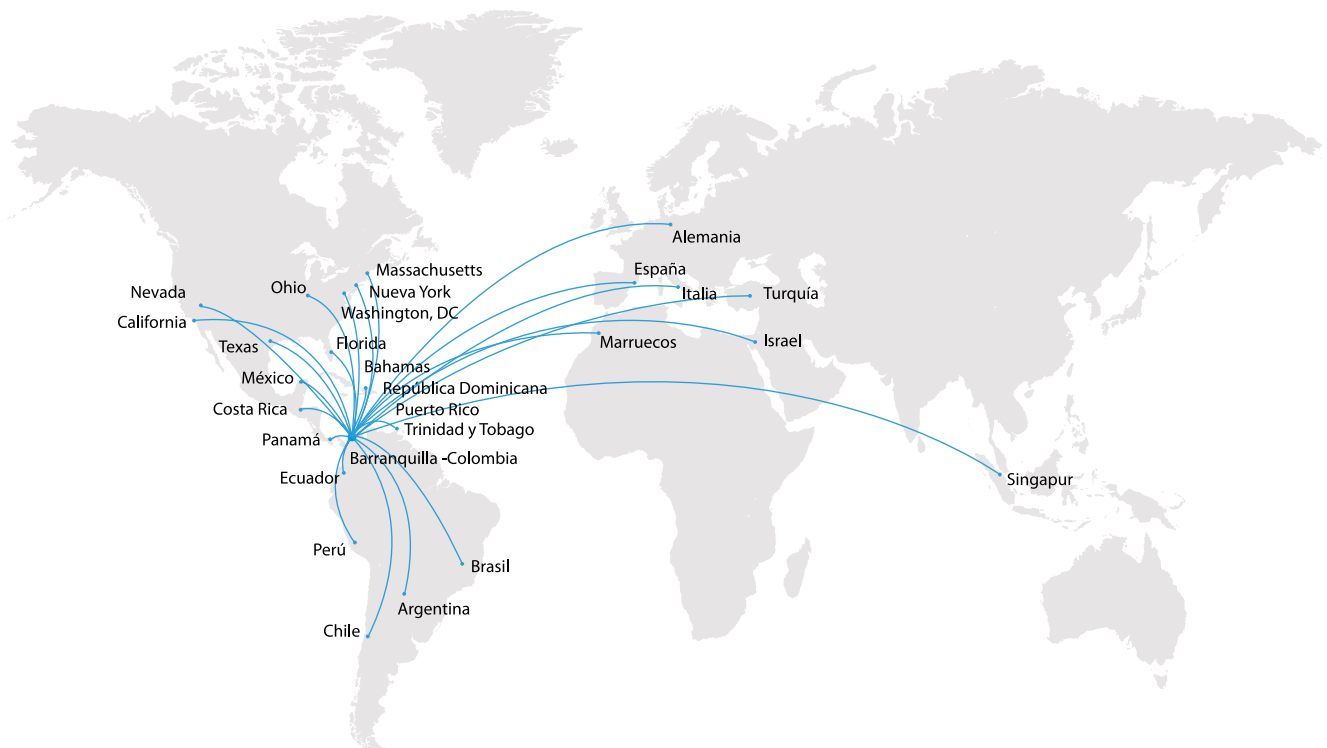 Alemania
Massachusetts
España
Ohio
Nueva York
Nevada
Italia
Turquía
Washington, DC
California
Florida
Israel
Texas
Marruecos
Bahamas
México
República Dominicana
Costa Rica
Puerto Rico
Trinidad y Tobago
Panamá
Barranquilla -Colombia
Ecuador
Singapur
Perú
Brasil
Argentina
Chile